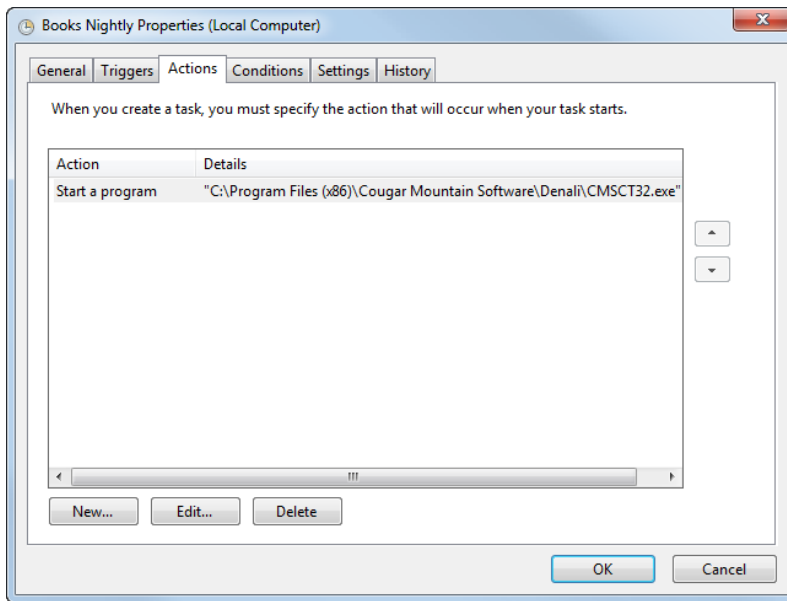 Books Nightly Properties (Local Computer)
General Triggers Actions Conditions Settings History
When you create a task, you must specify the action that will occur when your task starts.
Action Details
Start a program "C:\Program Files (x86)\Cougar Mountain Software\Denali\CMSCT32.exe"
New... Edit... Delete
OK Cancel